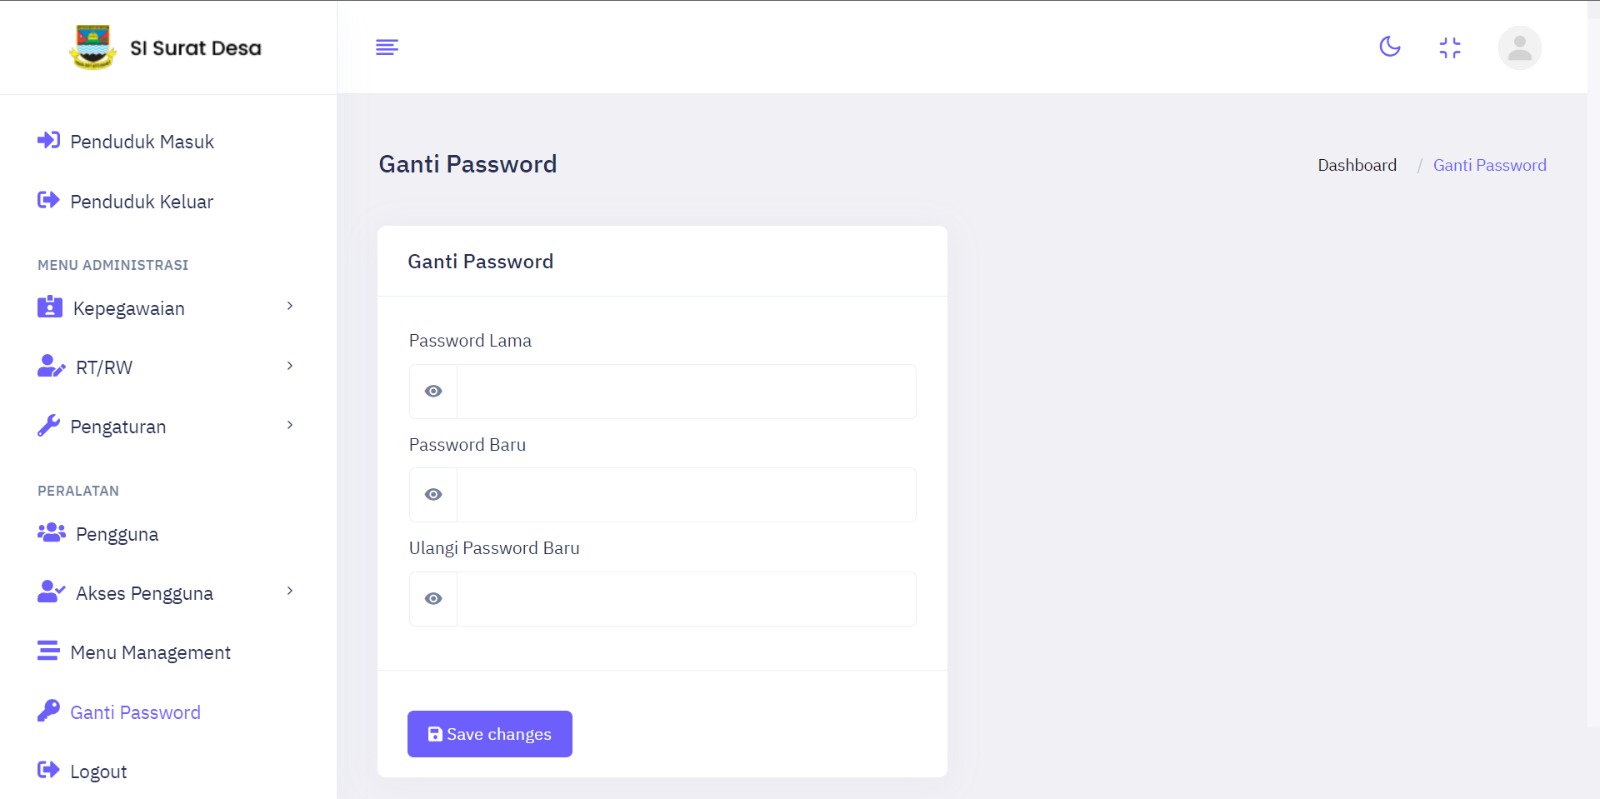 SI Surat Desa
Penduduk Masuk
Penduduk Keluar
MENU ADMINISTRASI
Kepegawaian
RT/RW
Pengaturan
PERALATAN
Pengguna
Akses Pengguna
Menu Management
Ganti Password
Logout
Ganti Password
Dashboard / Ganti Password
Ganti Password
Password Lama
Password Baru
Ulangi Password Baru
Save changes